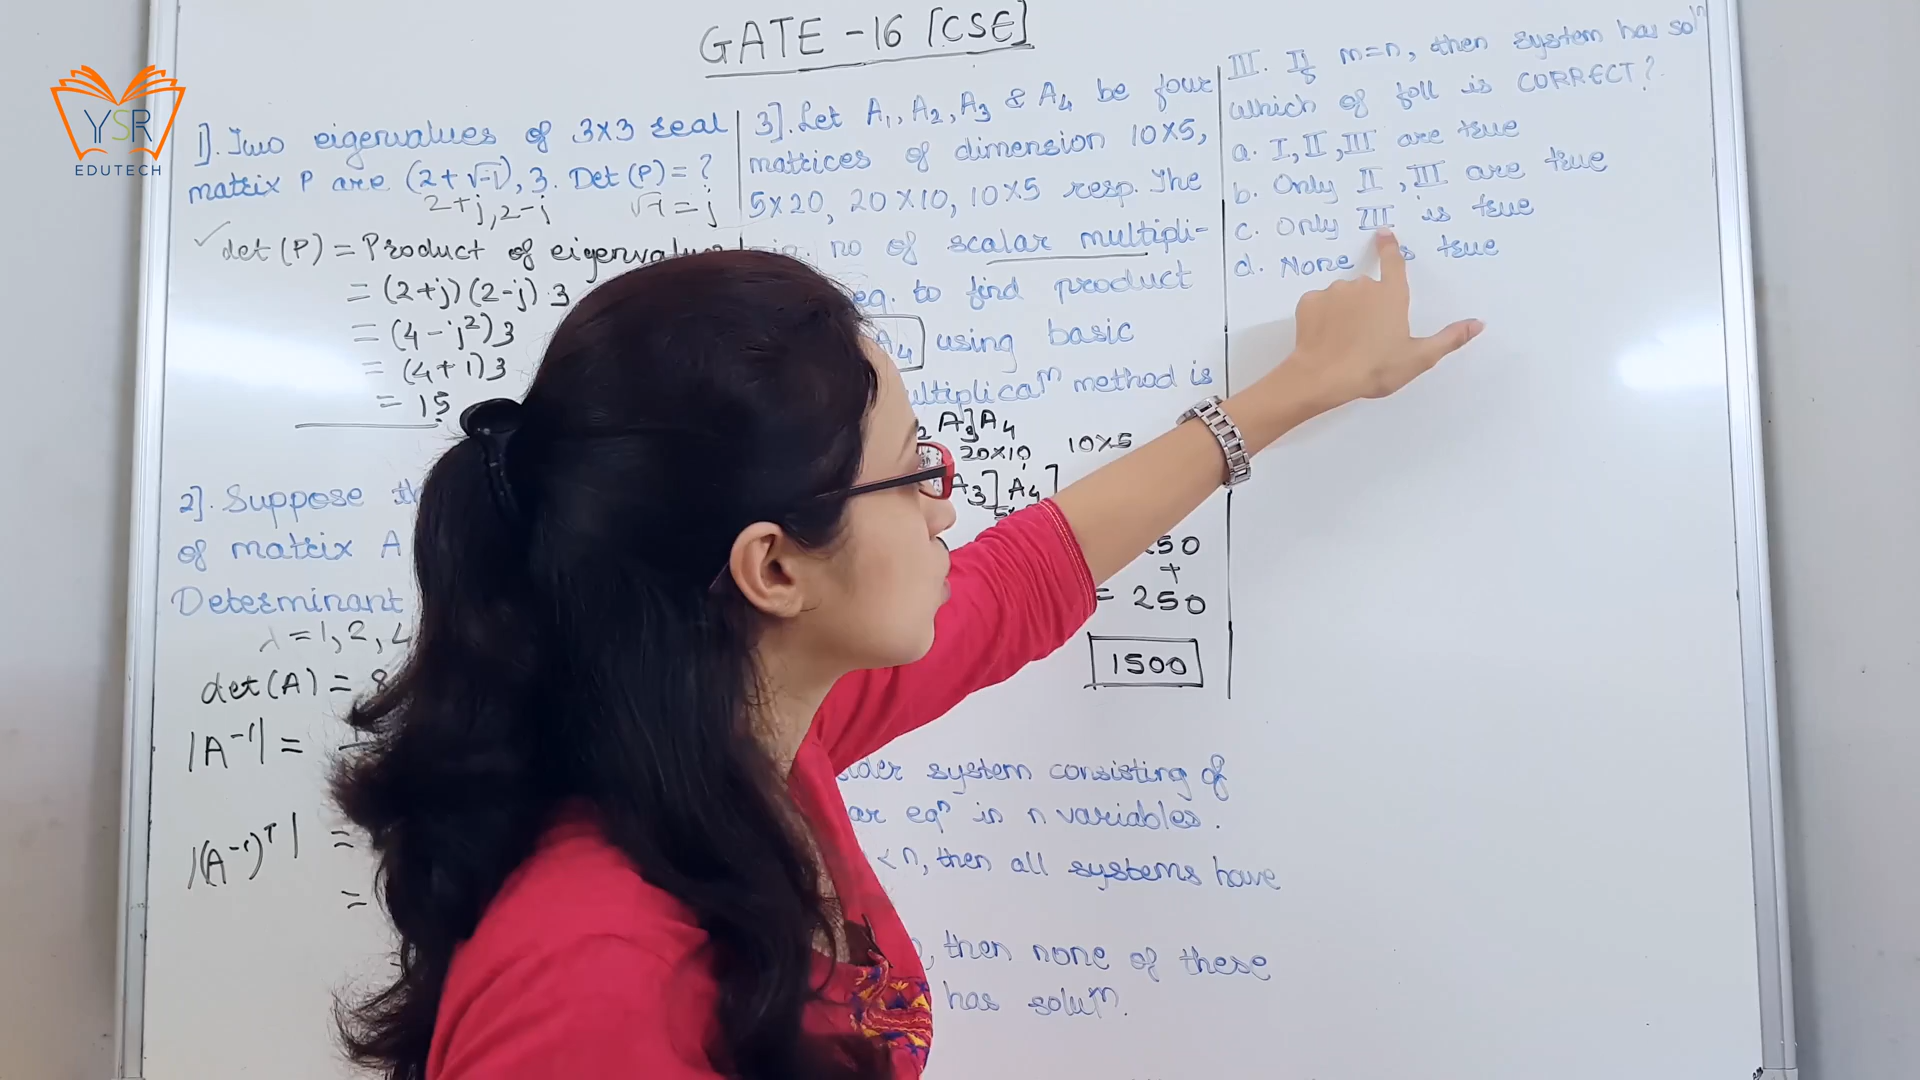 GATE - 16 [CSE]
YSR
EDUTECH
1]. Two eigenvalues of 3x3 real
matrix P are (2+√-1), 3. Det (P) = ?
2+j, 2-j √-1 = j
det (P) = Product of eigenvalu
= (2+j) (2-j) . 3
= (4 - j²) 3
= (4+1) 3
= 15
2]. Suppose th
of matrix A
Determinant
λ = 1, 2, 4
det (A) = 8
|A⁻¹| =
|(A⁻¹)ᵀ| =
=
3]. Let A₁, A₂, A₃ & A₄ be four
matrices of dimension 10x5,
5x20, 20x10, 10x5 resp. The
no of scalar multipli-
eq. to find product
A₄ using basic
ultiplicaⁿ method is
₂ A₃]A₄
20x10 10x5
A₃] A₄]
250
+
= 250
1500
sider system consisting of
ar eqⁿ in n variables.
< n, then all systems have
, then none of these
has soluⁿ.
III. If m=n, then system has solⁿ
which of foll is CORRECT?
a. I, II, III are true
b. Only II, III are true
c. Only III is true
d. None is true